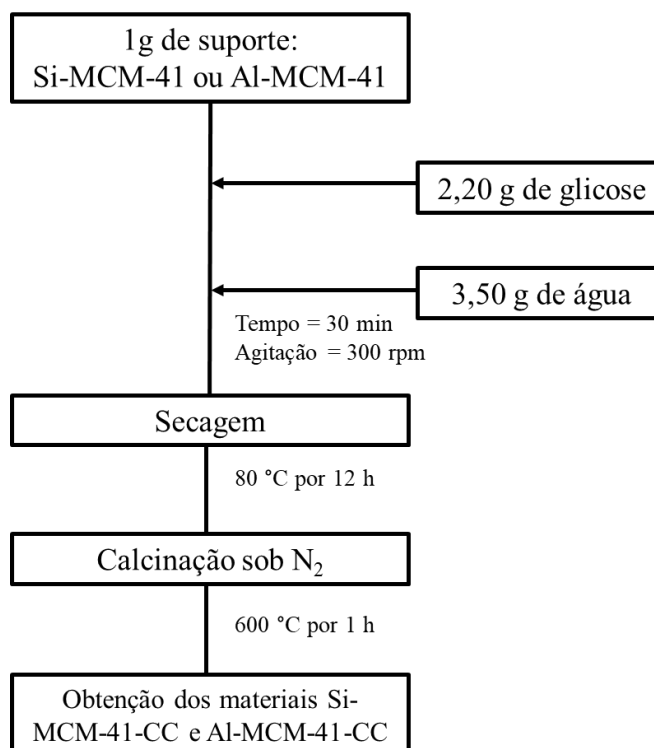 1g de suporte:
Si-MCM-41 ou Al-MCM-41
2,20 g de glicose
3,50 g de água
Tempo = 30 min
Agitação = 300 rpm
Secagem
80 °C por 12 h
Calcinação sob N₂
600 °C por 1 h
Obtenção dos materiais Si-
MCM-41-CC e Al-MCM-41-CC